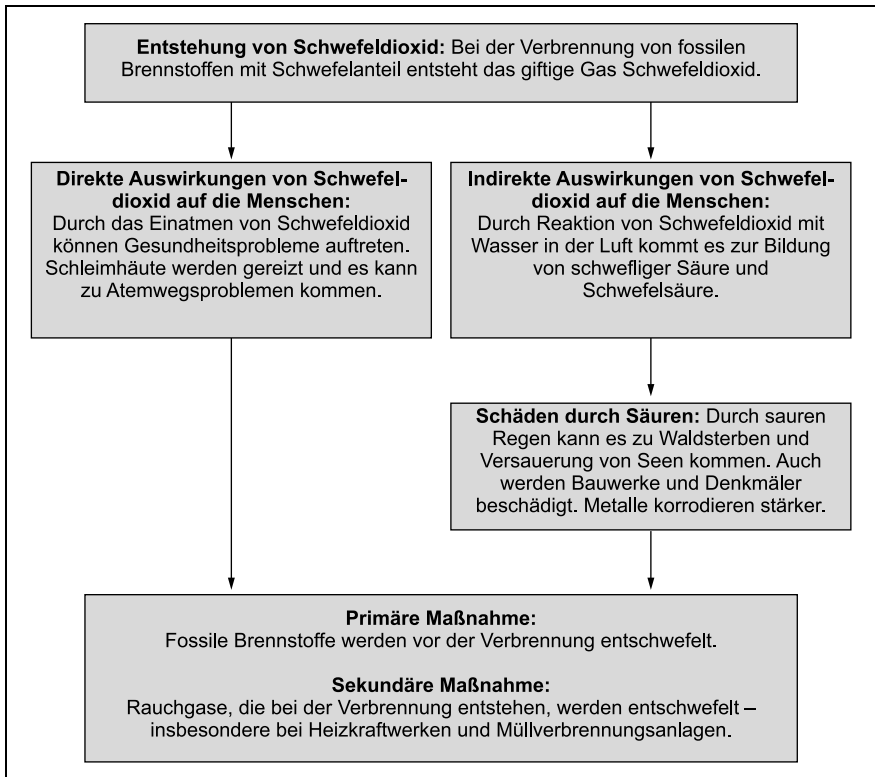 Entstehung von Schwefeldioxid: Bei der Verbrennung von fossilen
Brennstoffen mit Schwefelanteil entsteht das giftige Gas Schwefeldioxid.
Direkte Auswirkungen von Schwefel-
dioxid auf die Menschen:
Durch das Einatmen von Schwefeldioxid
können Gesundheitsprobleme auftreten.
Schleimhäute werden gereizt und es kann
zu Atemwegsproblemen kommen.
Indirekte Auswirkungen von Schwefel-
dioxid auf die Menschen:
Durch Reaktion von Schwefeldioxid mit
Wasser in der Luft kommt es zur Bildung
von schwefliger Säure und
Schwefelsäure.
Schäden durch Säuren: Durch sauren
Regen kann es zu Waldsterben und
Versauerung von Seen kommen. Auch
werden Bauwerke und Denkmäler
beschädigt. Metalle korrodieren stärker.
Primäre Maßnahme:
Fossile Brennstoffe werden vor der Verbrennung entschwefelt.
Sekundäre Maßnahme:
Rauchgase, die bei der Verbrennung entstehen, werden entschwefelt –
insbesondere bei Heizkraftwerken und Müllverbrennungsanlagen.